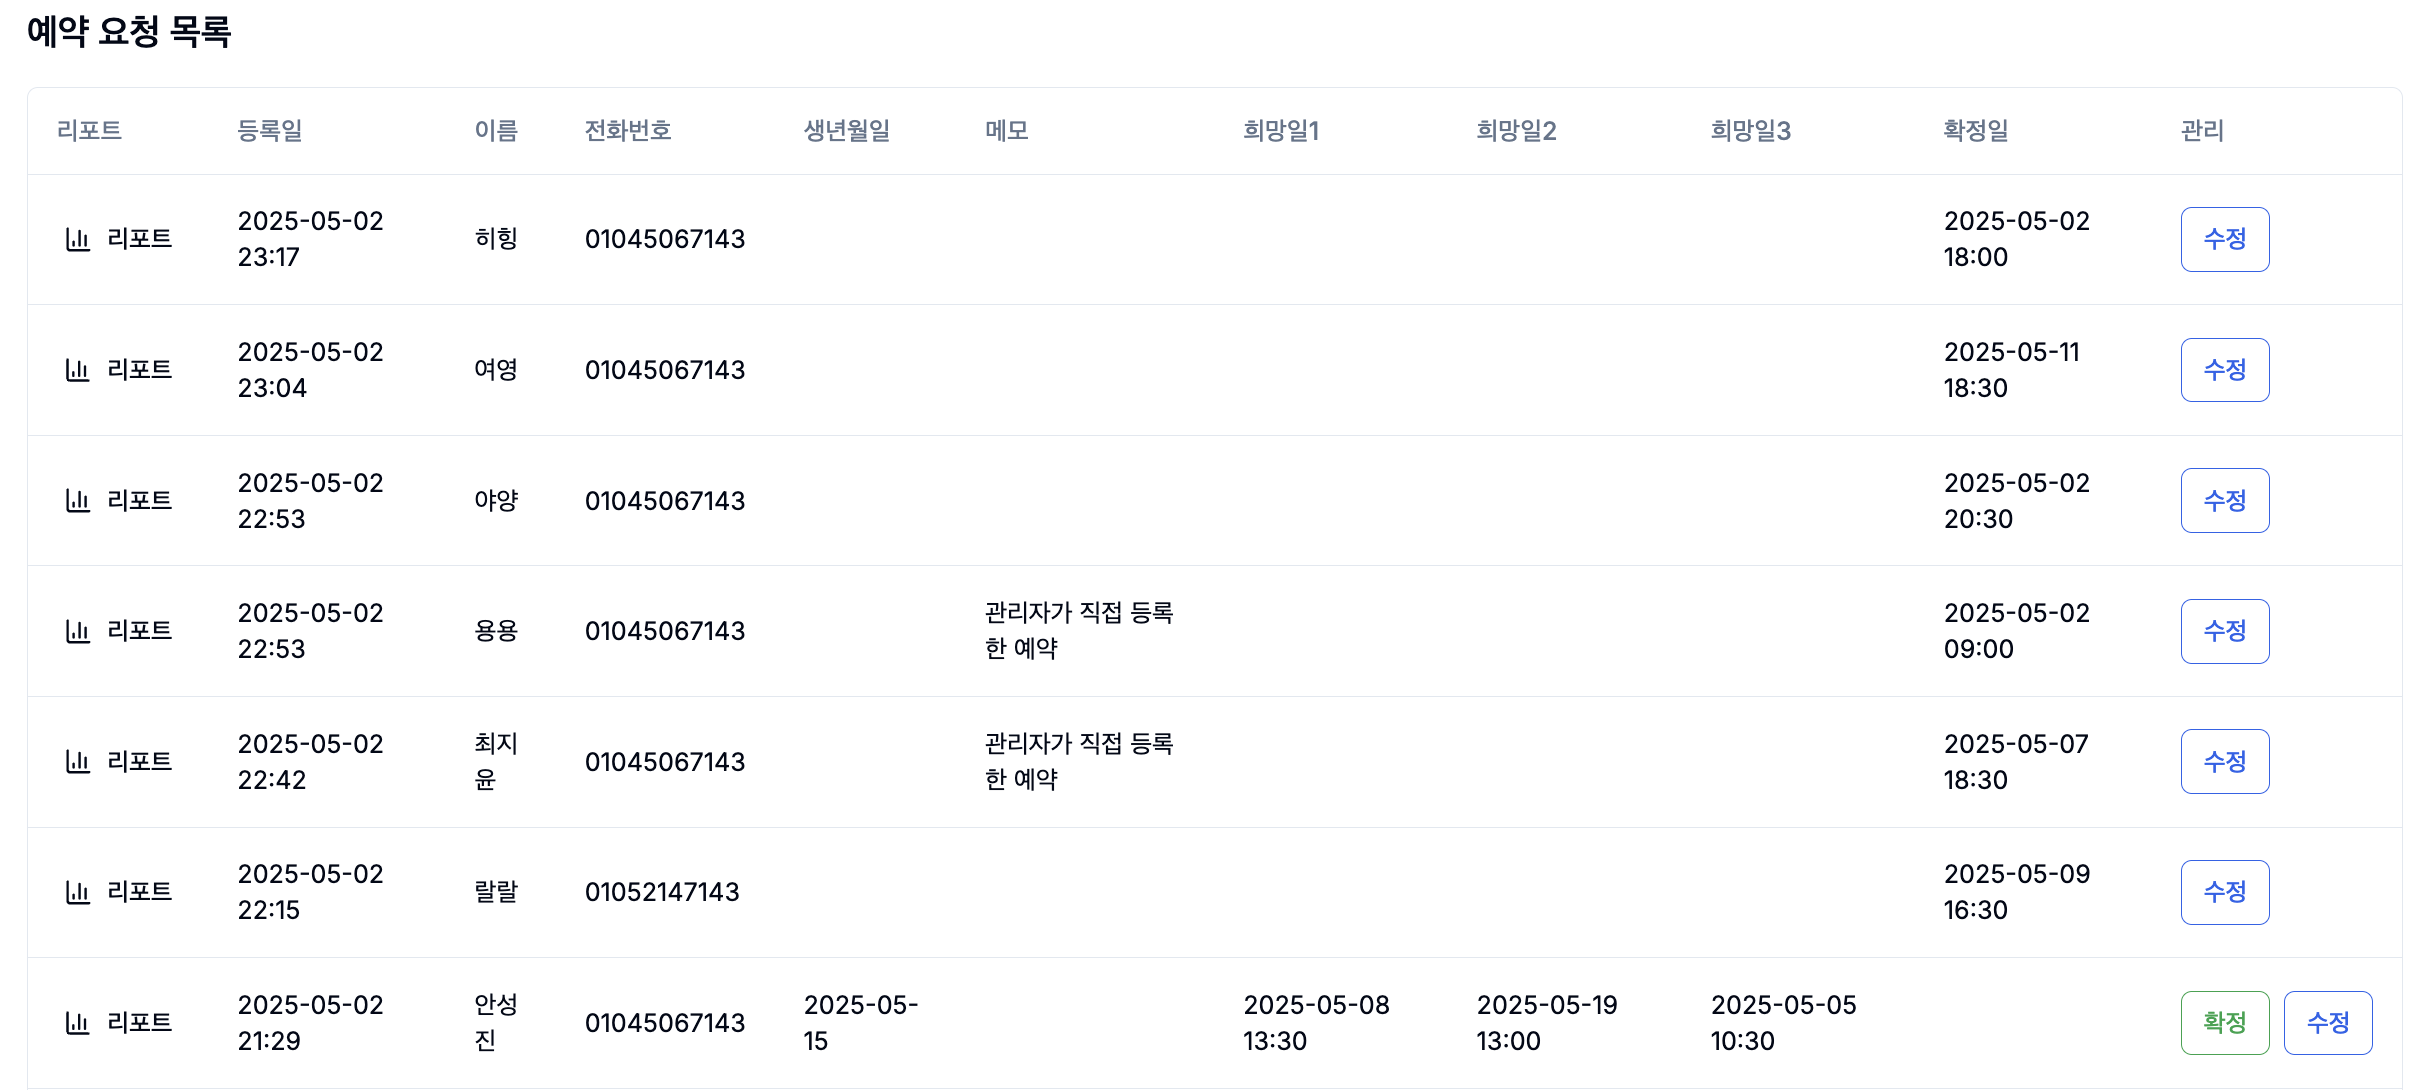 예약 요청 목록
리포트 등록일 이름 전화번호 생년월일 메모 희망일1 희망일2 희망일3 확정일 관리
리포트 2025-05-02 23:17 히힝 01045067143 2025-05-02 18:00 수정
리포트 2025-05-02 23:04 여영 01045067143 2025-05-11 18:30 수정
리포트 2025-05-02 22:53 야양 01045067143 2025-05-02 20:30 수정
리포트 2025-05-02 22:53 용용 01045067143 관리자가 직접 등록한 예약 2025-05-02 09:00 수정
리포트 2025-05-02 22:42 최지윤 01045067143 관리자가 직접 등록한 예약 2025-05-07 18:30 수정
리포트 2025-05-02 22:15 랄랄 01052147143 2025-05-09 16:30 수정
리포트 2025-05-02 21:29 안성진 01045067143 2025-05-15 2025-05-08 13:30 2025-05-19 13:00 2025-05-05 10:30 확정 수정